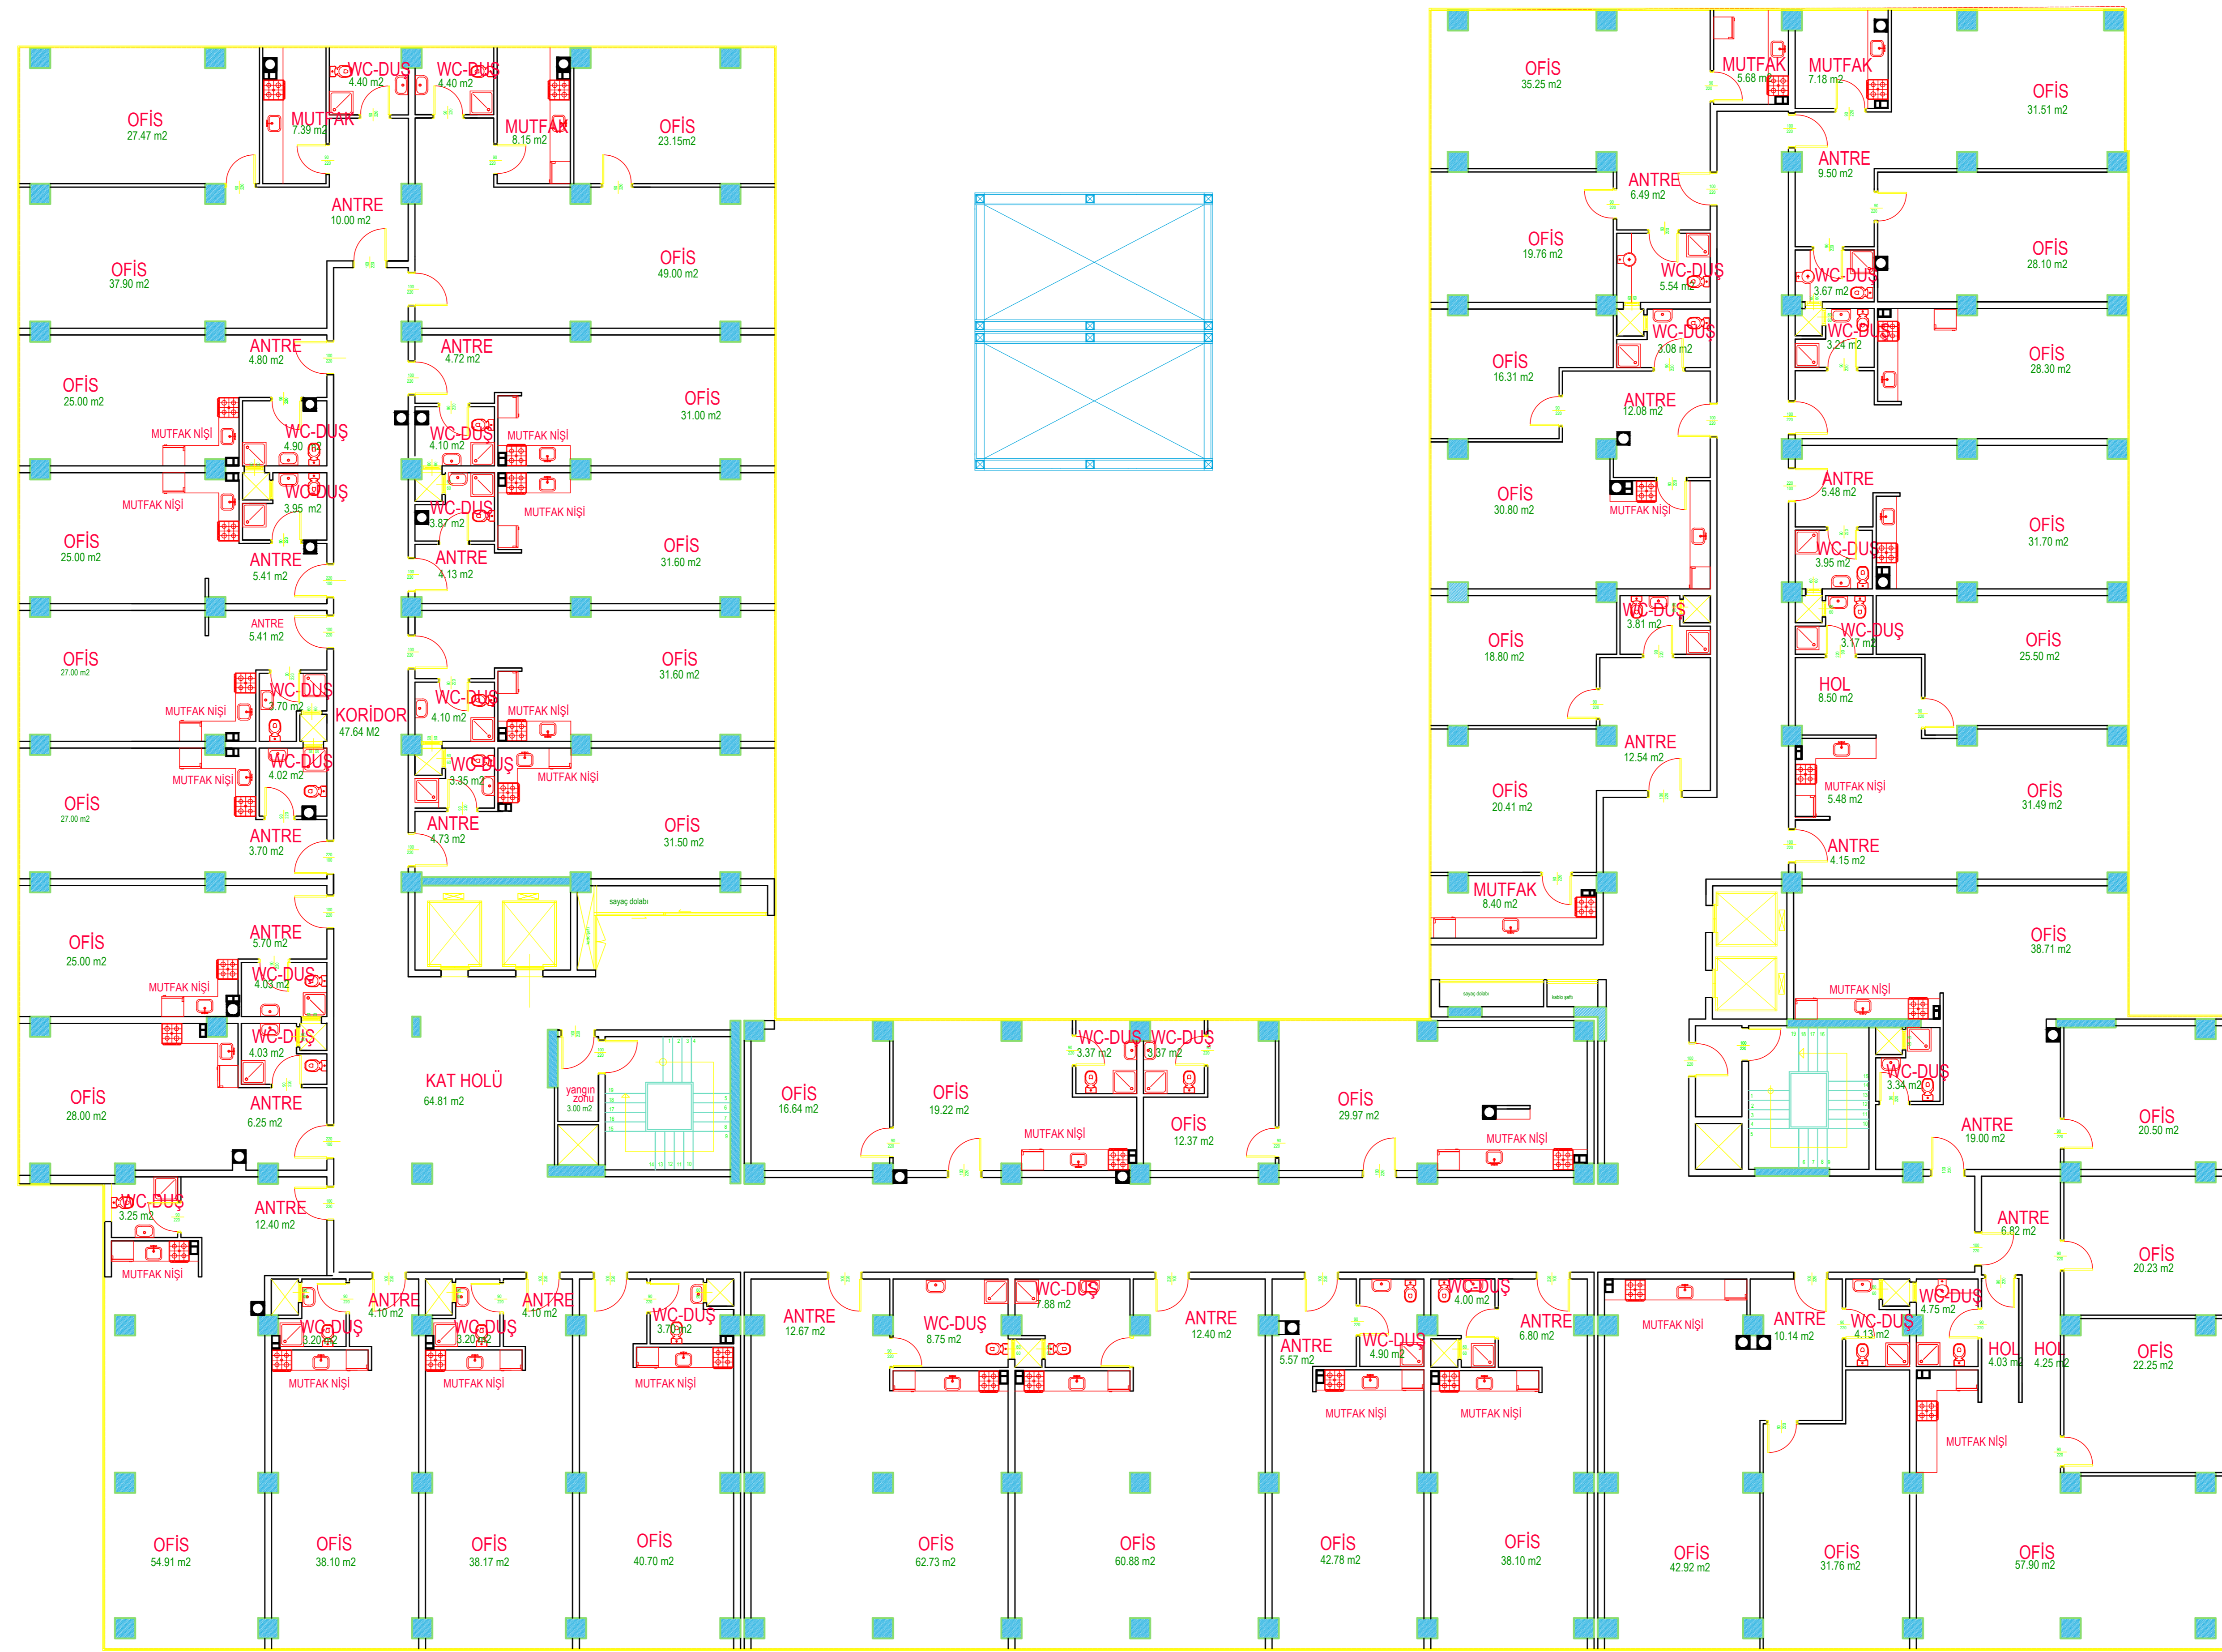 OFİS
27.47 m2
MUTFAK
7.39 m2
WC-DUŞ
4.40 m2
WC-DUŞ
4.40 m2
MUTFAK
8.15 m2
OFİS
23.15m2
ANTRE
10.00 m2
OFİS
37.90 m2
OFİS
49.00 m2
ANTRE
4.80 m2
ANTRE
4.72 m2
OFİS
25.00 m2
OFİS
31.00 m2
MUTFAK NİŞİ
WC-DUŞ
4.90 m2
WC-DUŞ
4.10 m2
MUTFAK NİŞİ
MUTFAK NİŞİ
WC-DUŞ
3.95 m2
WC-DUŞ
3.87 m2
MUTFAK NİŞİ
OFİS
25.00 m2
ANTRE
5.41 m2
ANTRE
4.13 m2
OFİS
31.60 m2
ANTRE
5.41 m2
OFİS
27.00 m2
OFİS
31.60 m2
WC-DUŞ
3.70 m2
WC-DUŞ
4.10 m2
MUTFAK NİŞİ
MUTFAK NİŞİ
KORİDOR
47.64 M2
MUTFAK NİŞİ
WC-DUŞ
4.02 m2
WC-DUŞ
3.35 m2
MUTFAK NİŞİ
OFİS
27.00 m2
ANTRE
3.70 m2
ANTRE
4.73 m2
OFİS
31.50 m2
sayaç dolabı
OFİS
25.00 m2
ANTRE
5.70 m2
MUTFAK NİŞİ
WC-DUŞ
4.03 m2
WC-DUŞ
4.03 m2
OFİS
28.00 m2
ANTRE
6.25 m2
KAT HOLÜ
64.81 m2
yangın
zonu
3.00 m2
WC-DUŞ
3.25 m2
MUTFAK NİŞİ
ANTRE
12.40 m2
OFİS
35.25 m2
MUTFAK
5.68 m2
MUTFAK
7.18 m2
OFİS
31.51 m2
ANTRE
6.49 m2
ANTRE
9.50 m2
OFİS
19.76 m2
WC-DUŞ
5.54 m2
WC-DUŞ
3.67 m2
OFİS
28.10 m2
OFİS
16.31 m2
WC-DUŞ
3.08 m2
WC-DUŞ
3.24 m2
OFİS
28.30 m2
ANTRE
12.08 m2
OFİS
30.80 m2
MUTFAK NİŞİ
ANTRE
5.48 m2
OFİS
31.70 m2
WC-DUŞ
3.95 m2
OFİS
18.80 m2
WC-DUŞ
3.81 m2
WC-DUŞ
3.17 m2
OFİS
25.50 m2
HOL
8.50 m2
ANTRE
12.54 m2
OFİS
20.41 m2
MUTFAK NİŞİ
5.48 m2
OFİS
31.49 m2
ANTRE
4.15 m2
MUTFAK
8.40 m2
OFİS
38.71 m2
sayaç dolabı
kablo şaftı
MUTFAK NİŞİ
OFİS
16.64 m2
OFİS
19.22 m2
WC-DUŞ
3.37 m2
WC-DUŞ
3.37 m2
OFİS
12.37 m2
OFİS
29.97 m2
MUTFAK NİŞİ
MUTFAK NİŞİ
WC-DUŞ
3.34 m2
ANTRE
19.00 m2
OFİS
20.50 m2
ANTRE
6.82 m2
OFİS
20.23 m2
ANTRE
4.10 m2
WC-DUŞ
3.20 m2
MUTFAK NİŞİ
ANTRE
4.10 m2
WC-DUŞ
3.20 m2
MUTFAK NİŞİ
WC-DUŞ
3.70 m2
MUTFAK NİŞİ
ANTRE
12.67 m2
WC-DUŞ
8.75 m2
WC-DUŞ
7.88 m2
ANTRE
12.40 m2
ANTRE
5.57 m2
WC-DUŞ
4.90 m2
MUTFAK NİŞİ
WC-DUŞ
4.00 m2
ANTRE
6.80 m2
MUTFAK NİŞİ
MUTFAK NİŞİ
ANTRE
10.14 m2
WC-DUŞ
4.13 m2
WC-DUŞ
4.75 m2
HOL
4.03 m2
HOL
4.25 m2
OFİS
22.25 m2
MUTFAK NİŞİ
OFİS
54.91 m2
OFİS
38.10 m2
OFİS
38.17 m2
OFİS
40.70 m2
OFİS
62.73 m2
OFİS
60.88 m2
OFİS
42.78 m2
OFİS
38.10 m2
OFİS
42.92 m2
OFİS
31.76 m2
OFİS
57.90 m2